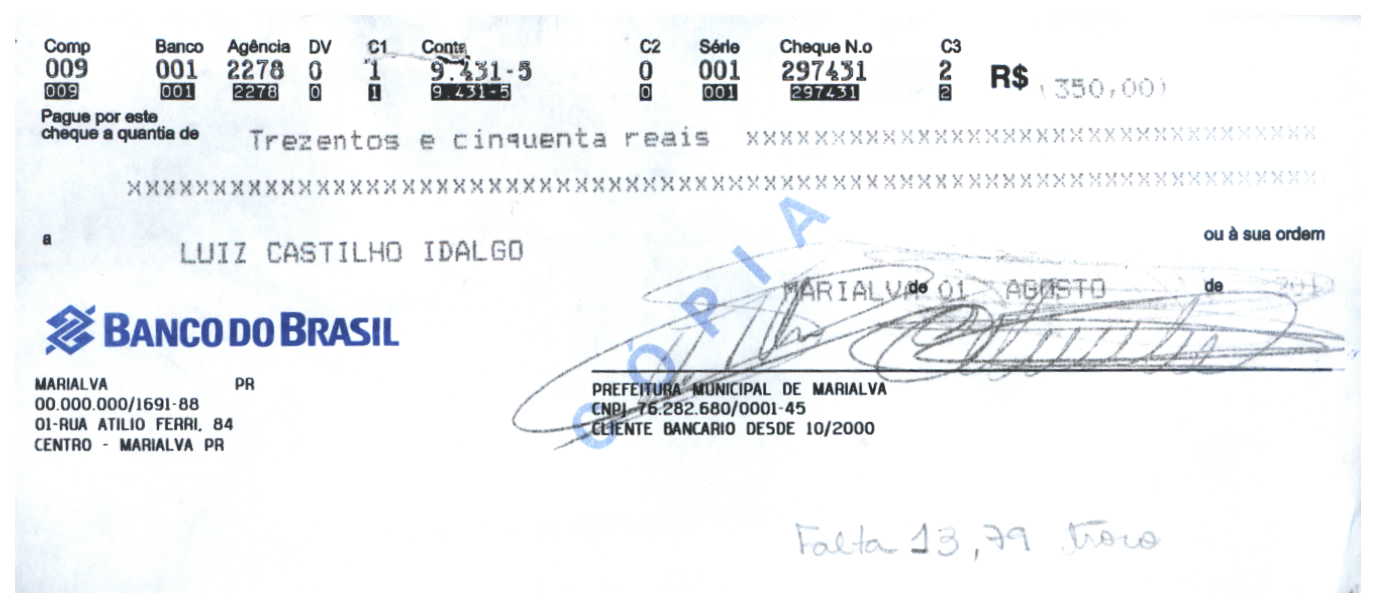 Comp Banco Agência DV C1 Conta C2 Série Cheque N.o C3
009 001 2278 0 1 9.431-5 0 001 297431 2 R$ (350,00)
009 001 2278 0 1 9.431-5 0 001 297431 2
Pague por este
cheque a quantia de Trezentos e cinquenta reais xxxxxxxxxxxxxxxxxxxxxxxxxxxxxxxxxx
xxxxxxxxxxxxxxxxxxxxxxxxxxxxxxxxxxxxxxxxxxxxxxxxxxxxxxxxxxxxxxxxxxxxxxxxxxxxxxxxxxxxxx
a LUIZ CASTILHO IDALGO ou à sua ordem
MARIALVA de 01 AGOSTO de
BANCO DO BRASIL
CÓPIA
MARIALVA PR
00.000.000/1691-88
01-RUA ATILIO FERRI, 84
CENTRO - MARIALVA PR
PREFEITURA MUNICIPAL DE MARIALVA
CNPJ 76.282.680/0001-45
CLIENTE BANCARIO DESDE 10/2000
Falta 13,79 troco